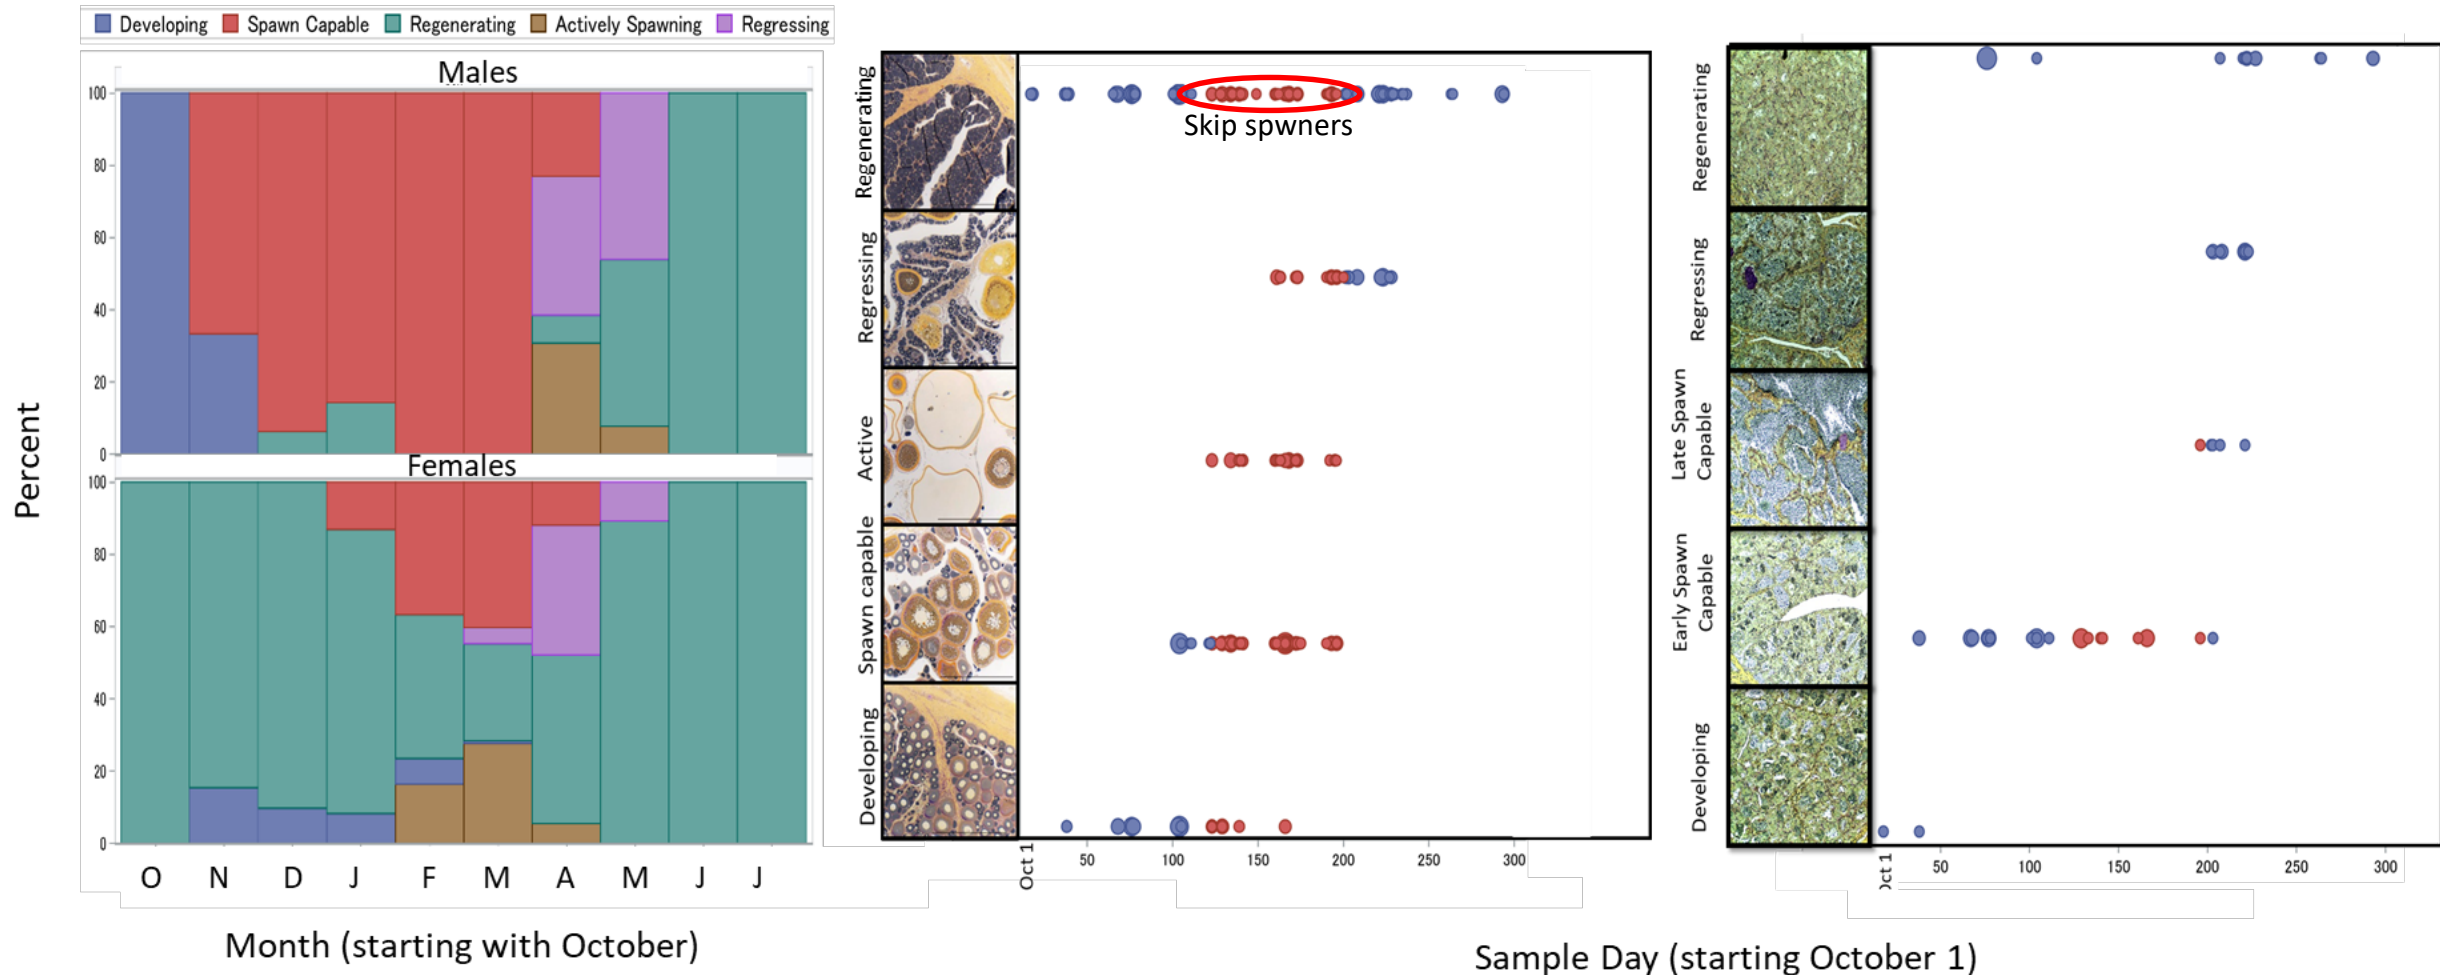 Developing Spawn Capable Regenerating Actively Spawning Regressing
Males
100
80
60
40
20
0
Females
100
80
60
40
20
0
Percent
O N D J F M A M J J
Month (starting with October)
Regenerating
Regressing
Active
Spawn capable
Developing
Skip spwners
Oct 1 50 100 150 200 250 300
Regenerating
Regressing
Late Spawn
Capable
Early Spawn
Capable
Developing
Oct 1 50 100 150 200 250 300
Sample Day (starting October 1)